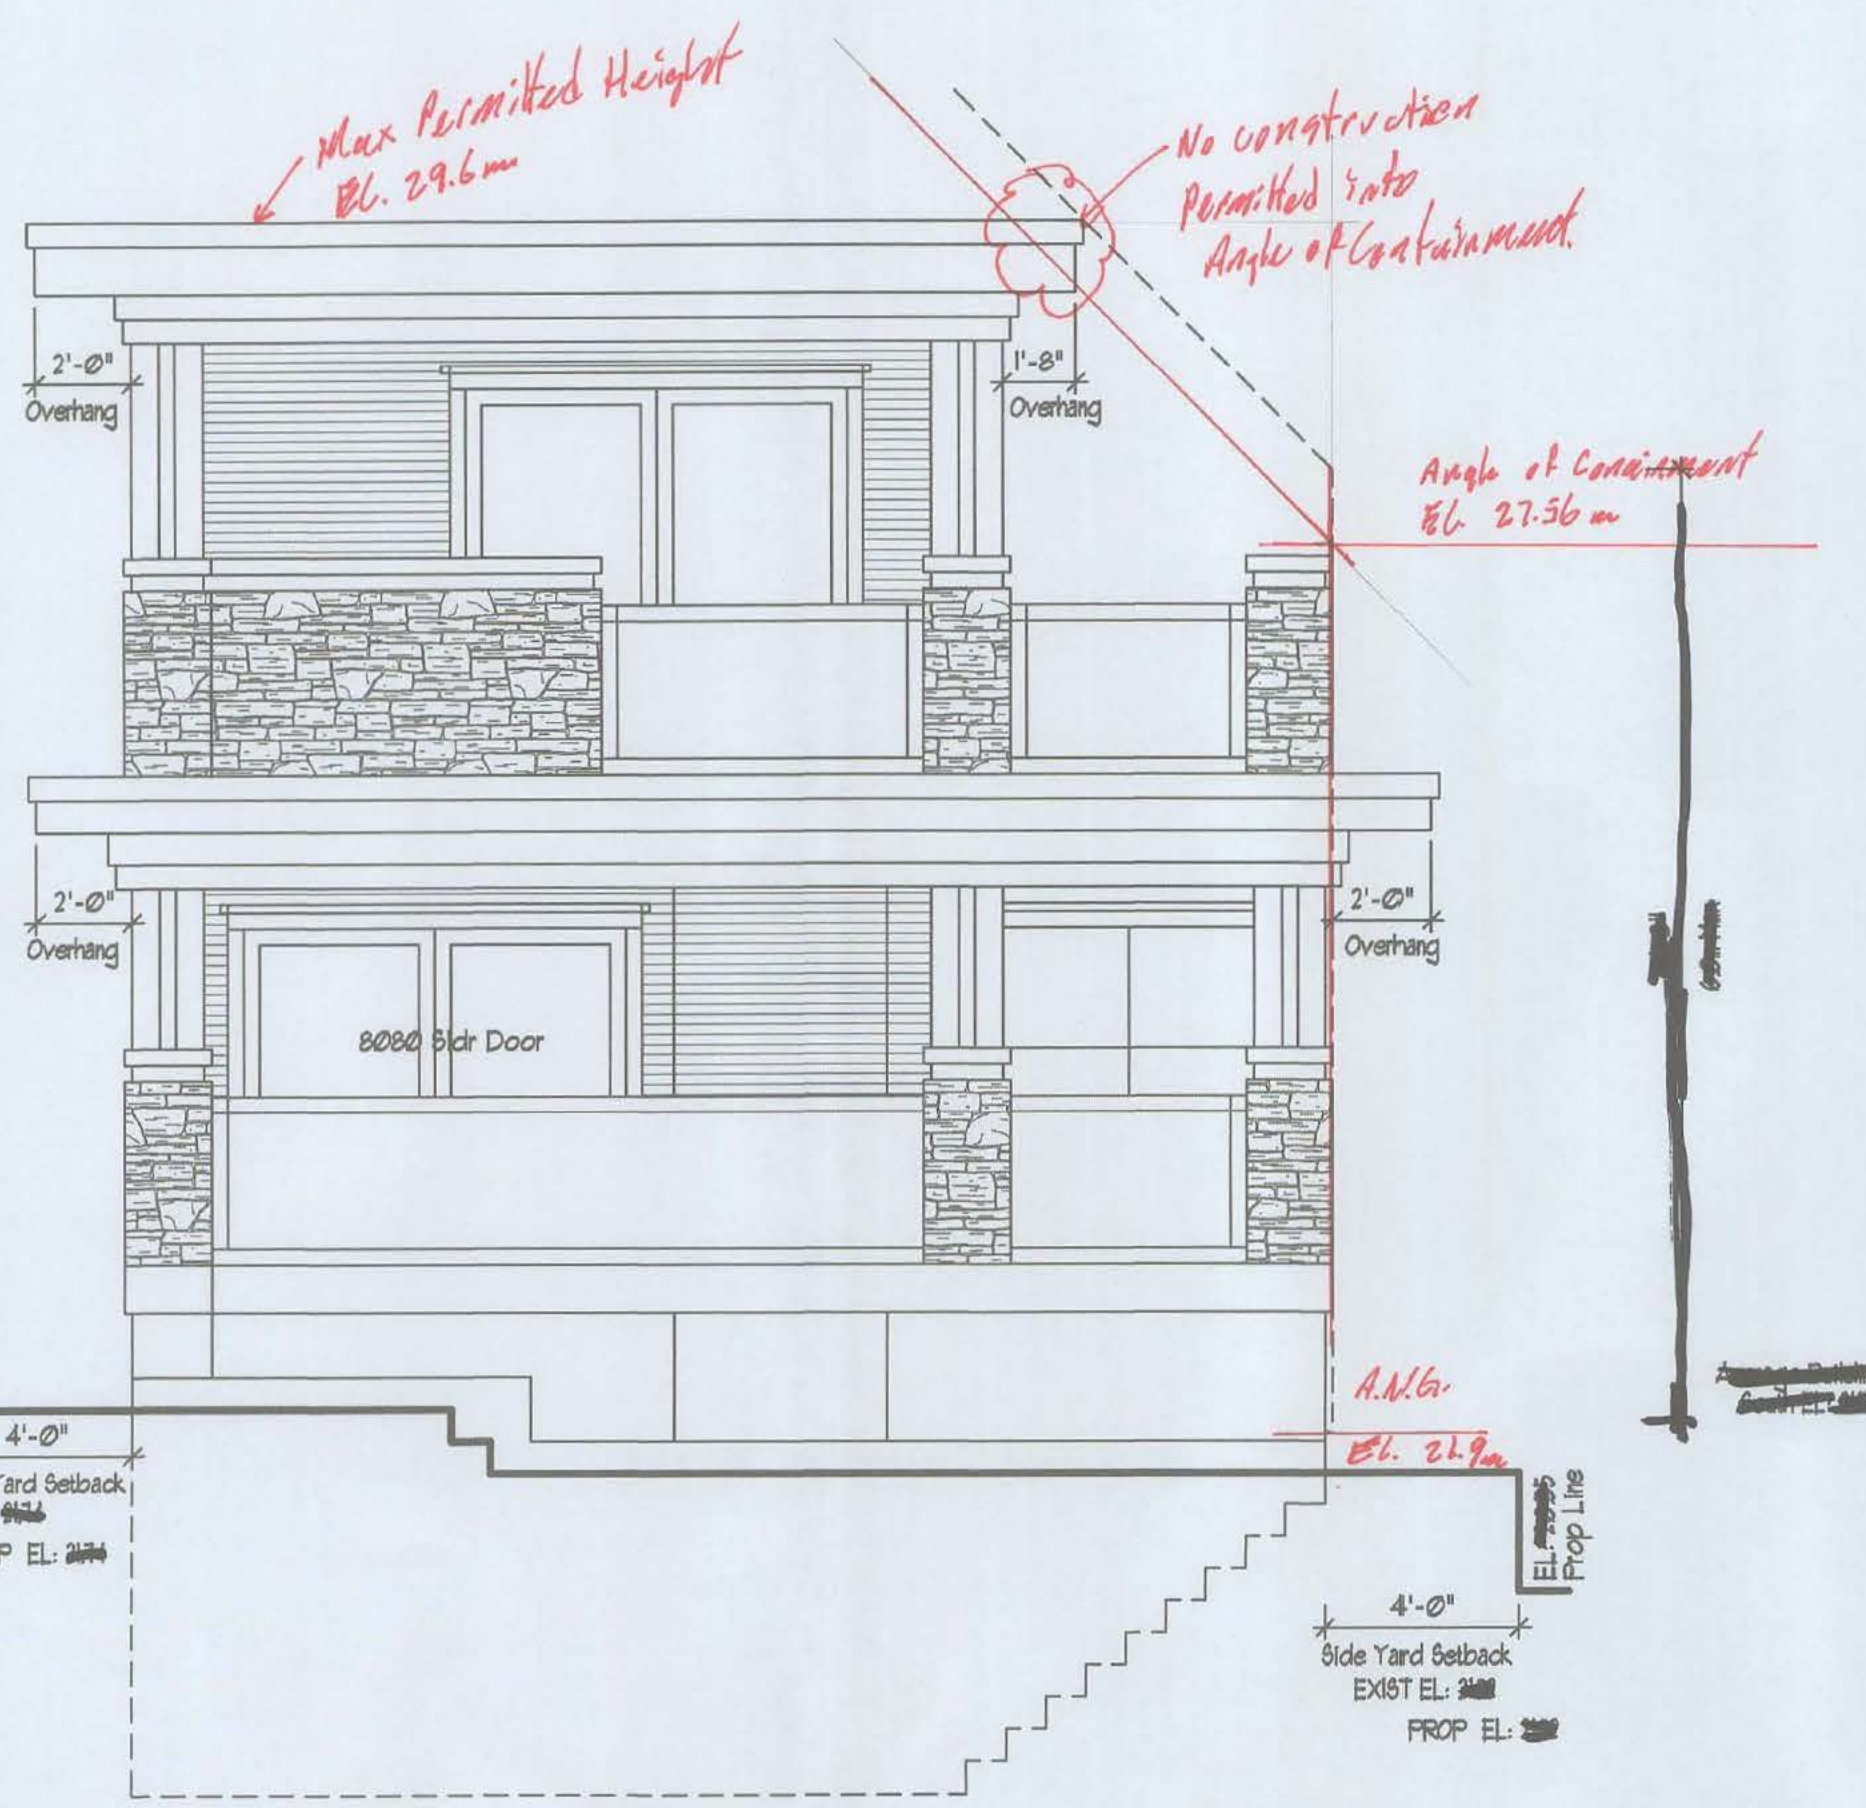 Max Permitted Height
EL. 29.6m
No construction
Permitted into
Angle of Containment.
2'-0"
Overhang
1'-8"
Overhang
Angle of Conainment
EL. 27.56 m
2'-0"
Overhang
2'-0"
Overhang
8080 Sldr Door
A.N.G.
EL. 21.9m
4'-0"
Yard Setback
P EL:
EL:
Prop Line
4'-0"
Side Yard Setback
EXIST EL:
PROP EL: